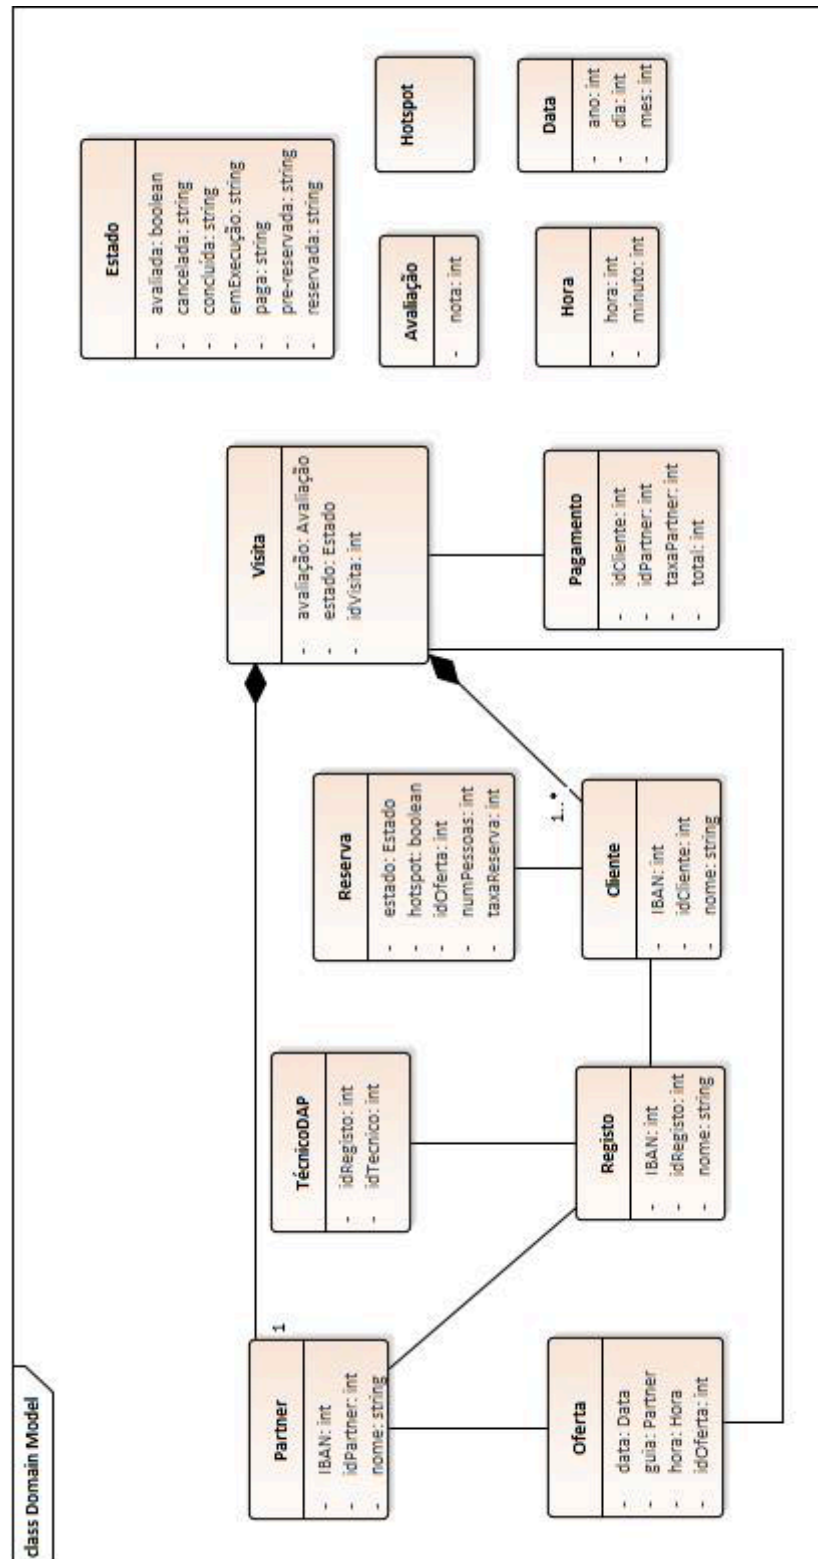 class Domain Model
Partner
- IBAN: int
- idPartner: int
- nome: string
1
TécnicoDAP
- idRegisto: int
- idTecnico: int
Reserva
- estado: Estado
- hotspot: boolean
- idOferta: int
- numPessoas: int
- taxaReserva: int
Visita
- avaliação: Avaliação
- estado: Estado
- idVisita: int
Estado
- avaliada: boolean
- cancelada: string
- concluida: string
- emExecução: string
- paga: string
- pre-reservada: string
- reservada: string
Oferta
- data: Data
- guia: Partner
- hora: Hora
- idOferta: int
Registo
- IBAN: int
- idRegisto: int
- nome: string
1..*
Cliente
- IBAN: int
- idCliente: int
- nome: string
Pagamento
- idCliente: int
- idPartner: int
- taxaPartner: int
- total: int
Avaliação
- nota: int
Hotspot
Hora
- hora: int
- minuto: int
Data
- ano: int
- dia: int
- mes: int